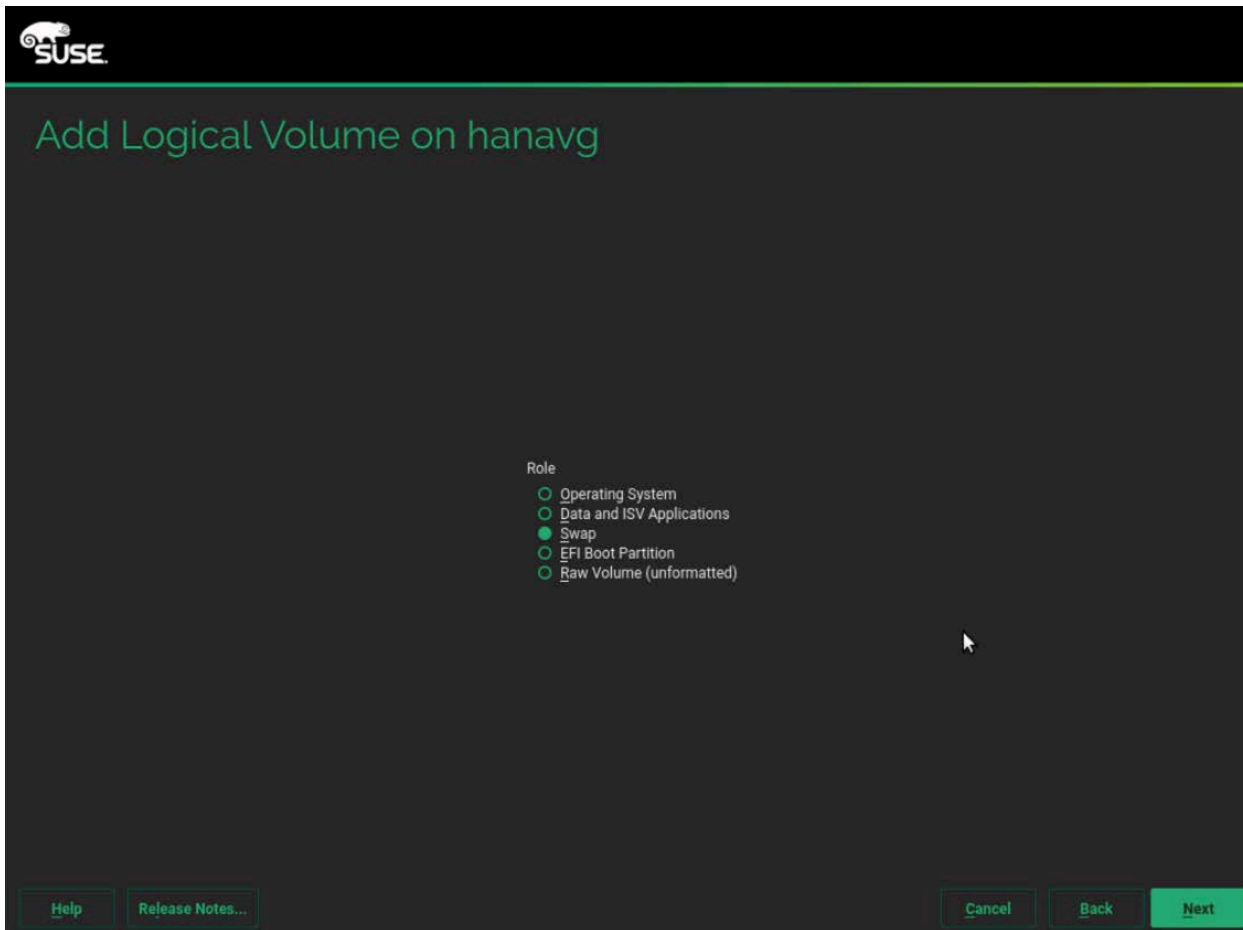 SUSE.
Add Logical Volume on hanavg
Role
Operating System
Data and ISV Applications
Swap
EFI Boot Partition
Raw Volume (unformatted)
Help
Release Notes...
Cancel
Back
Next